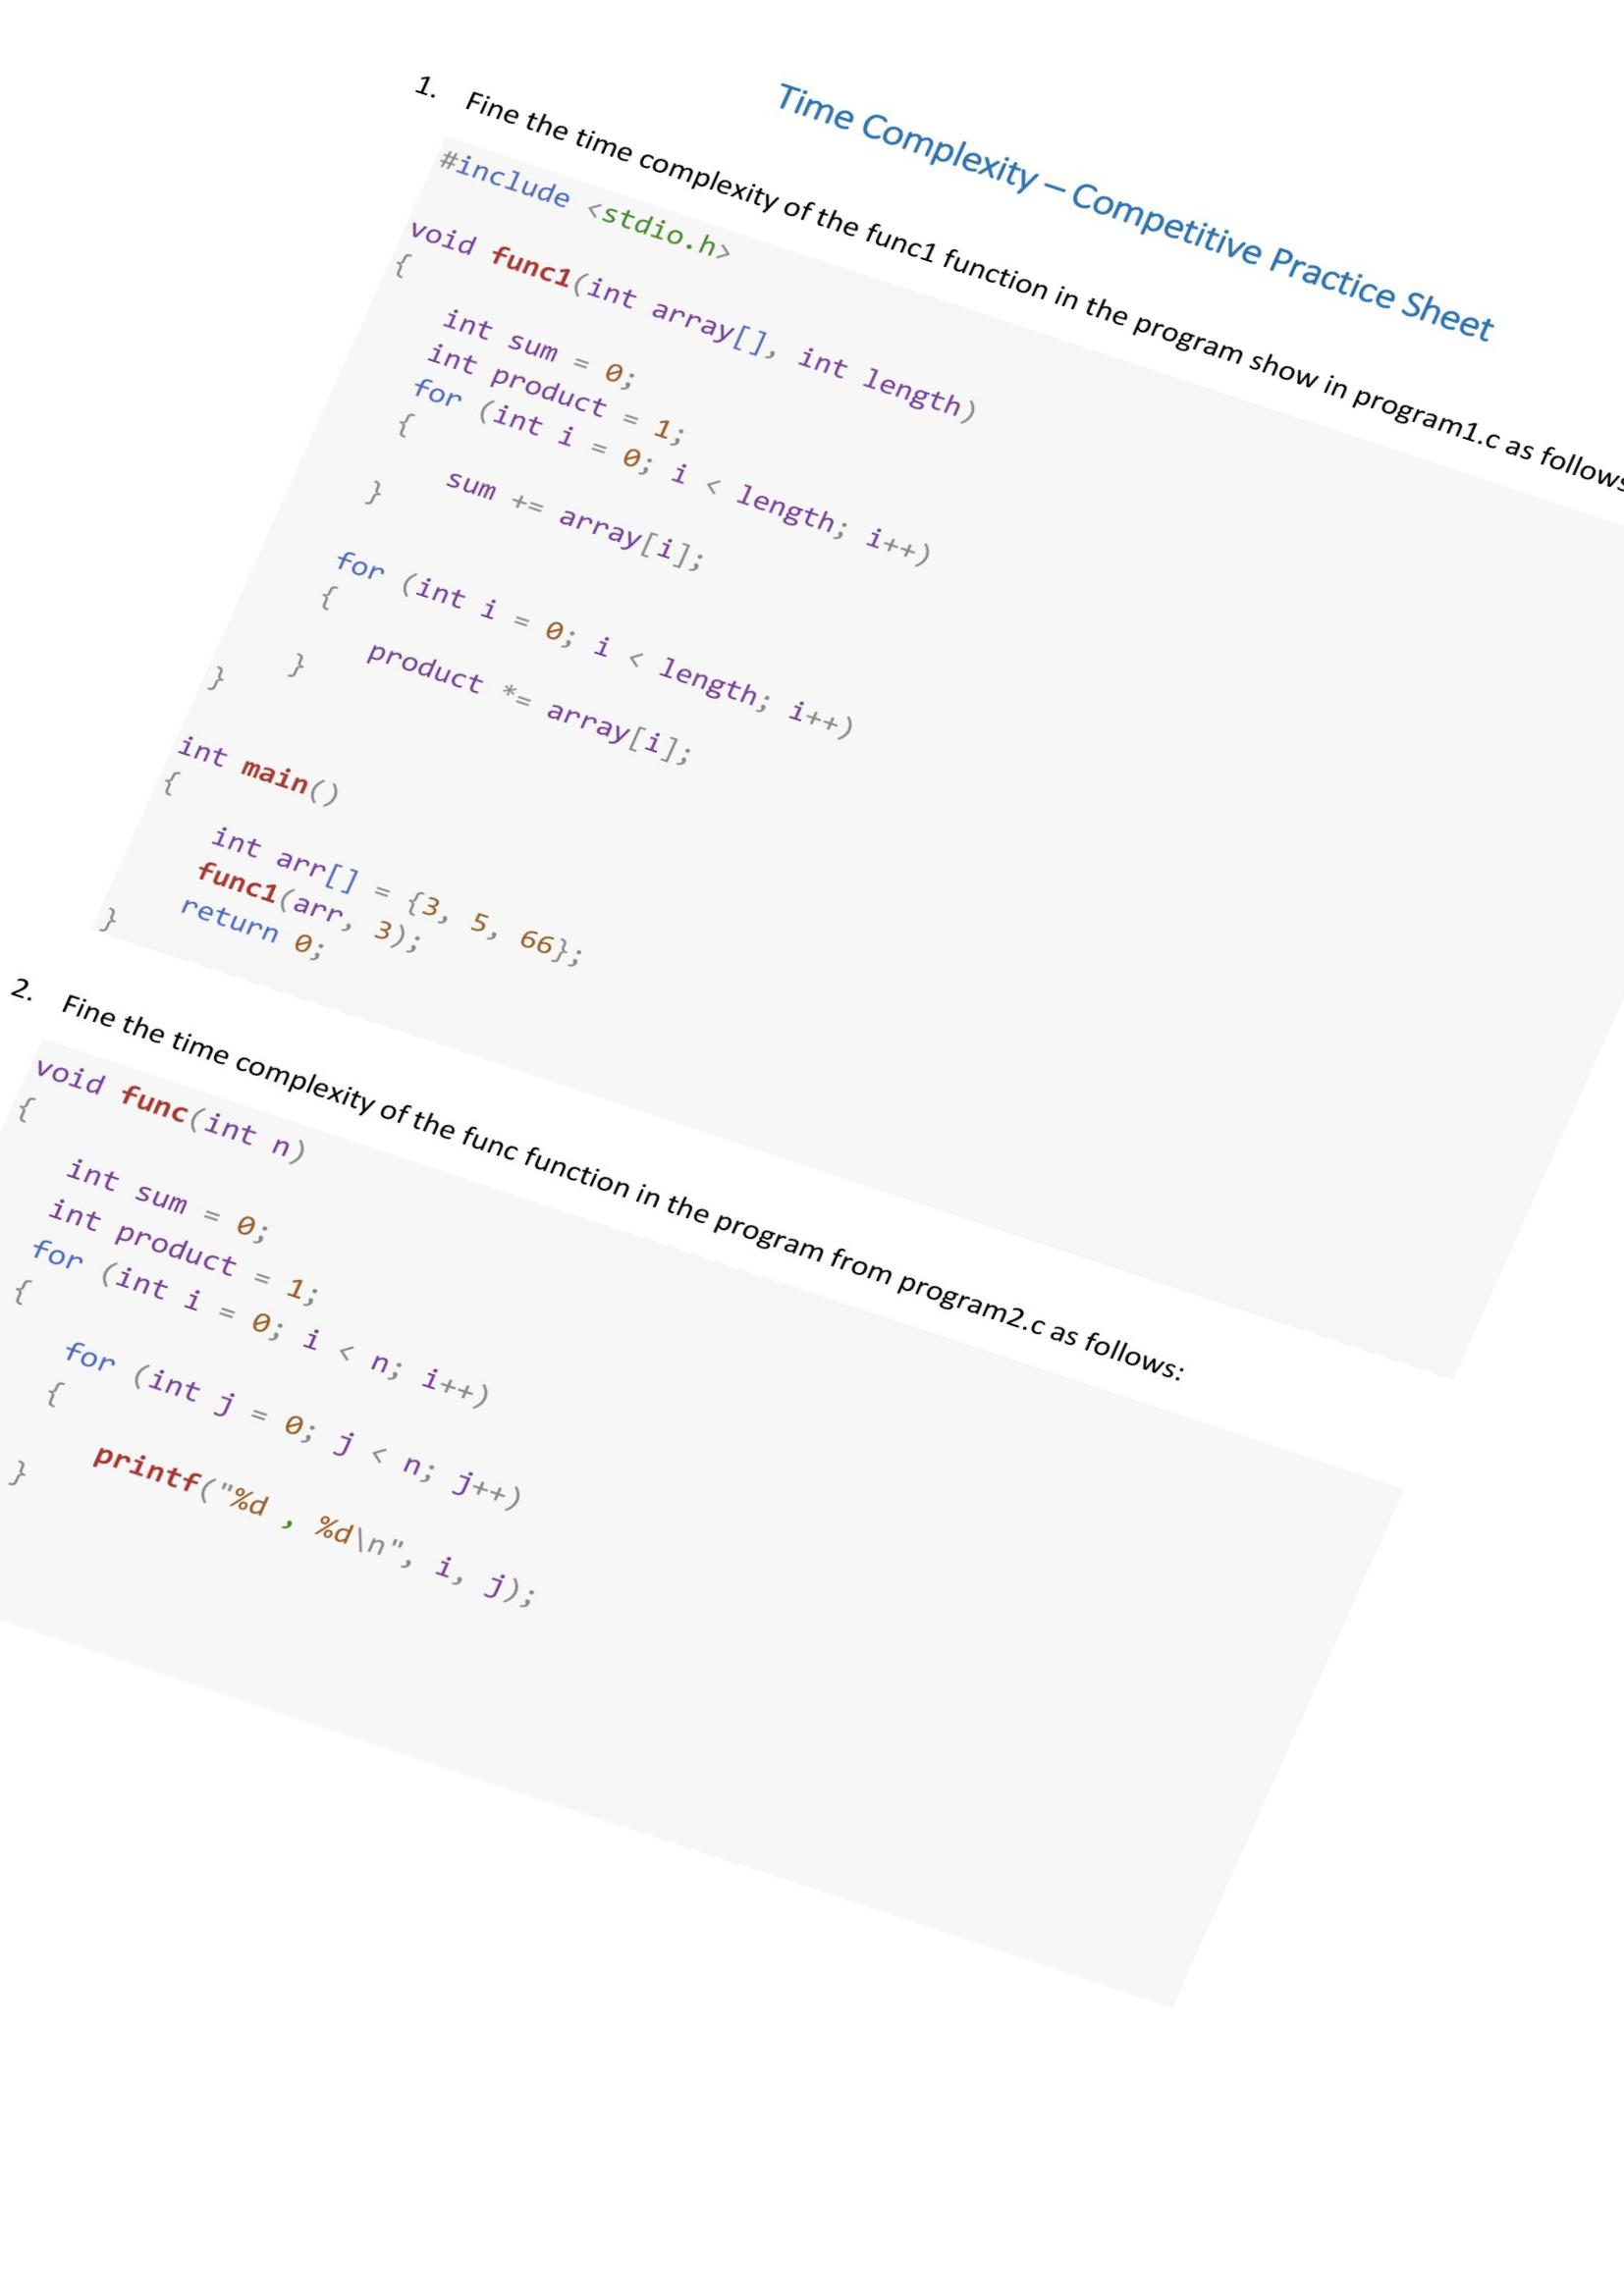 Time Complexity – Competitive Practice Sheet
1. Fine the time complexity of the func1 function in the program show in program1.c as follows
#include <stdio.h>
void func1(int array[], int length)
{
int sum = 0;
int product = 1;
for (int i = 0; i < length; i++)
{
sum += array[i];
}
for (int i = 0; i < length; i++)
{
product *= array[i];
}
}
int main()
{
int arr[] = {3, 5, 66};
func1(arr, 3);
return 0;
}
2. Fine the time complexity of the func function in the program from program2.c as follows:
void func(int n)
{
int sum = 0;
int product = 1;
for (int i = 0; i < n; i++)
{
for (int j = 0; j < n; j++)
{
printf("%d , %d\n", i, j);
}